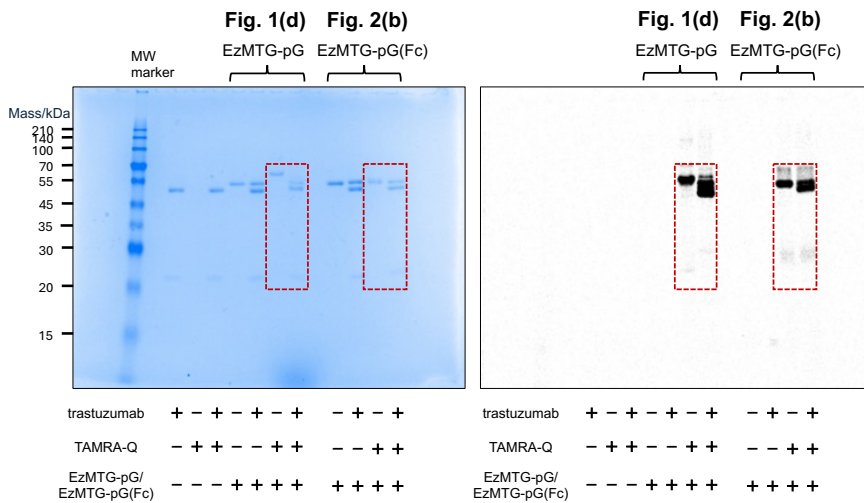 Fig. 1(d) Fig. 2(b) Fig. 1(d) Fig. 2(b)
EzMTG-pG EzMTG-pG(Fc) EzMTG-pG EzMTG-pG(Fc)
MW
marker
Mass/kDa
210
140
100
70
55
45
35
30
20
15
trastuzumab + − + − + − + − + − + trastuzumab + − + − + − + − + − +
TAMRA-Q − + + − − + + − − + + TAMRA-Q − + + − − + + − − + +
EzMTG-pG/ EzMTG-pG/
EzMTG-pG(Fc) − − − + + + + + + + + EzMTG-pG(Fc) − − − + + + + + + + +